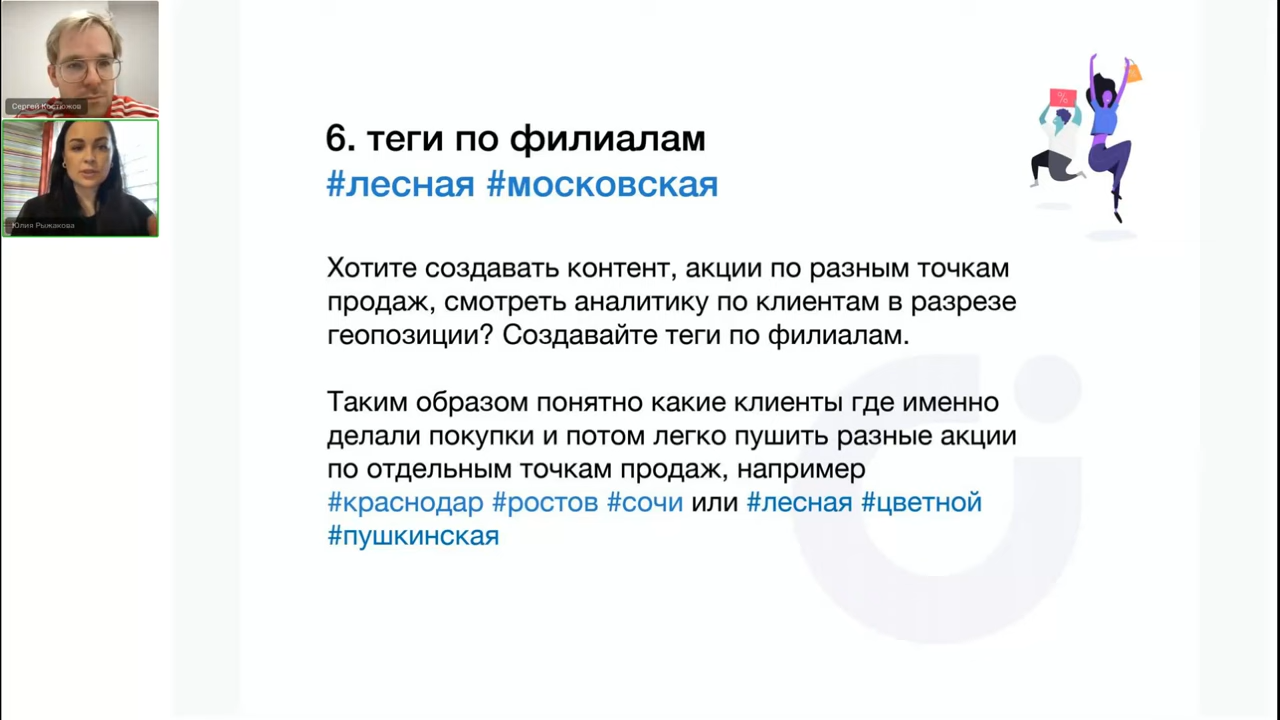 Сергей Костюжов
Юлия Рыжакова
%
6. теги по филиалам
#лесная #московская
Хотите создавать контент, акции по разным точкам
продаж, смотреть аналитику по клиентам в разрезе
геопозиции? Создавайте теги по филиалам.
Таким образом понятно какие клиенты где именно
делали покупки и потом легко пушить разные акции
по отдельным точкам продаж, например
#краснодар #ростов #сочи или #лесная #цветной
#пушкинская